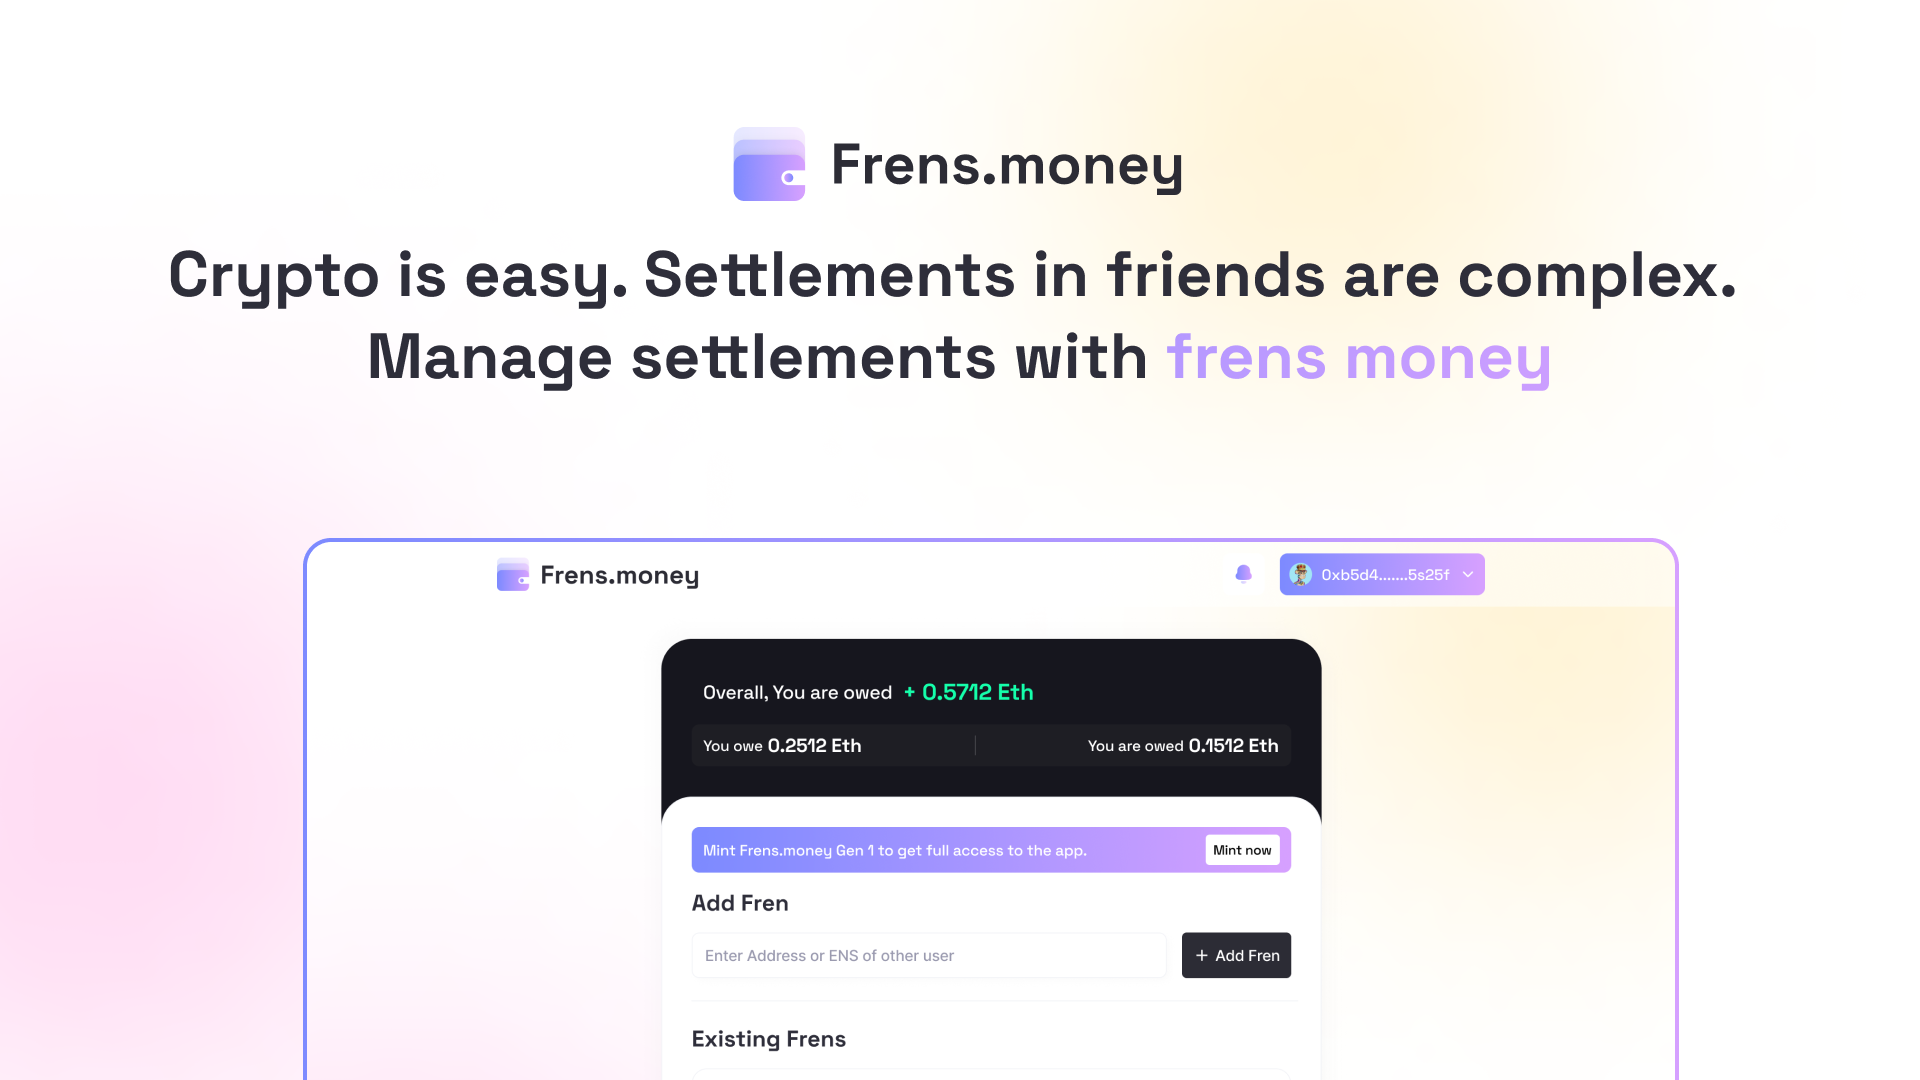 Frens.money
Crypto is easy. Settlements in friends are complex.
Manage settlements with frens money
Frens.money
0xb5d4.......5s25f
Overall, You are owed + 0.5712 Eth
You owe 0.2512 Eth
You are owed 0.1512 Eth
Mint Frens.money Gen 1 to get full access to the app.
Mint now
Add Fren
Enter Address or ENS of other user
+ Add Fren
Existing Frens